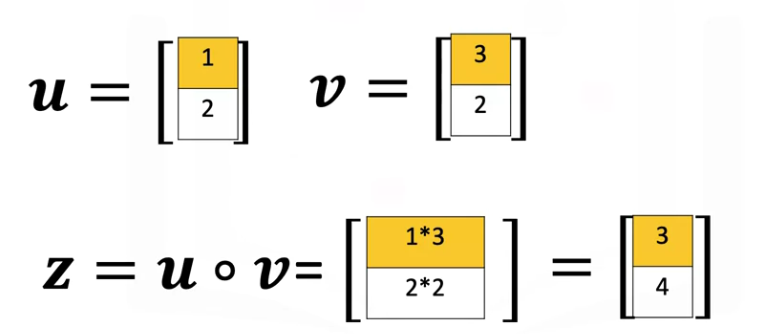 u = [1 2] v = [3 2]
z = u ∘ v= [1*3 2*2] = [3 4]